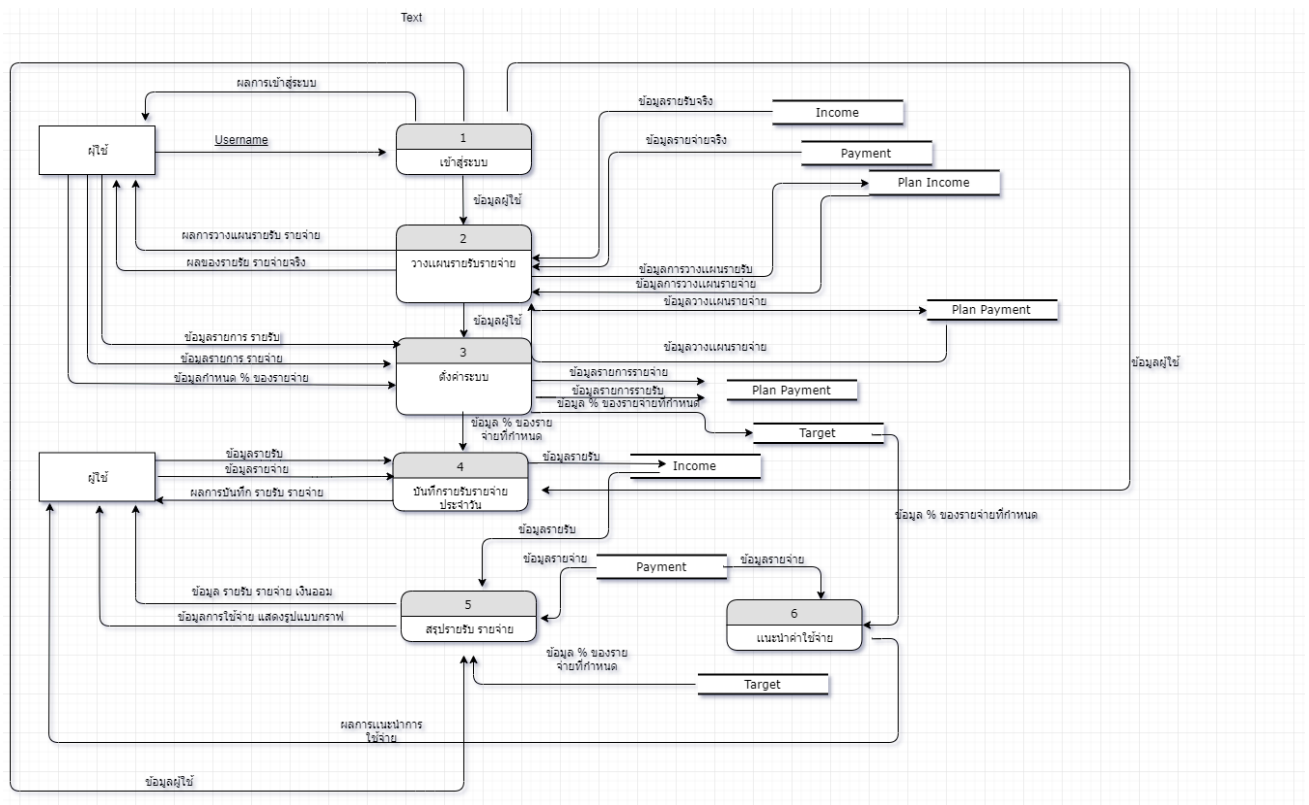 Text
ผลการเข้าสู่ระบบ
ข้อมูลรายรับจริง
Income
ผู้ใช้
Username
1
เข้าสู่ระบบ
ข้อมูลรายจ่ายจริง
Payment
Plan Income
ข้อมูลผู้ใช้
ผลการวางแผนรายรับ รายจ่าย
2
วางแผนรายรับรายจ่าย
ผลของรายรัย รายจ่ายจริง
ข้อมูลการวางแผนรายรับ
ข้อมูลการวางแผนรายจ่าย
ข้อมูลวางแผนรายจ่าย
Plan Payment
ข้อมูลผู้ใช้
ข้อมูลรายการ รายรับ
3
ตั่งค่าระบบ
ข้อมูลวางแผนรายจ่าย
ข้อมูลรายการ รายจ่าย
ข้อมูลผู้ใช้
ข้อมูลกำหนด % ของรายจ่าย
ข้อมูลรายการรายจ่าย
ข้อมูลรายการรายรับ
Plan Payment
ข้อมูล % ของรายจ่ายที่กำหนด
ข้อมูล % ของราย
จ่ายที่กำหนด
Target
ผู้ใช้
ข้อมูลรายรับ
ข้อมูลรายจ่าย
ผลการบันทึก รายรับ รายจ่าย
4
บันทึกรายรับรายจ่าย
ประจำวัน
ข้อมูลรายรับ
Income
ข้อมูล % ของรายจ่ายที่กำหนด
ข้อมูลรายรับ
ข้อมูลรายจ่าย
Payment
ข้อมูลรายจ่าย
ข้อมูล รายรับ รายจ่าย เงินออม
ข้อมูลการใช้จ่าย แสดงรูปแบบกราฟ
5
สรุปรายรับ รายจ่าย
6
แนะนำค่าใช้จ่าย
ข้อมูล % ของราย
จ่ายที่กำหนด
Target
ผลการแนะนำการ
ใช้จ่าย
ข้อมูลผู้ใช้